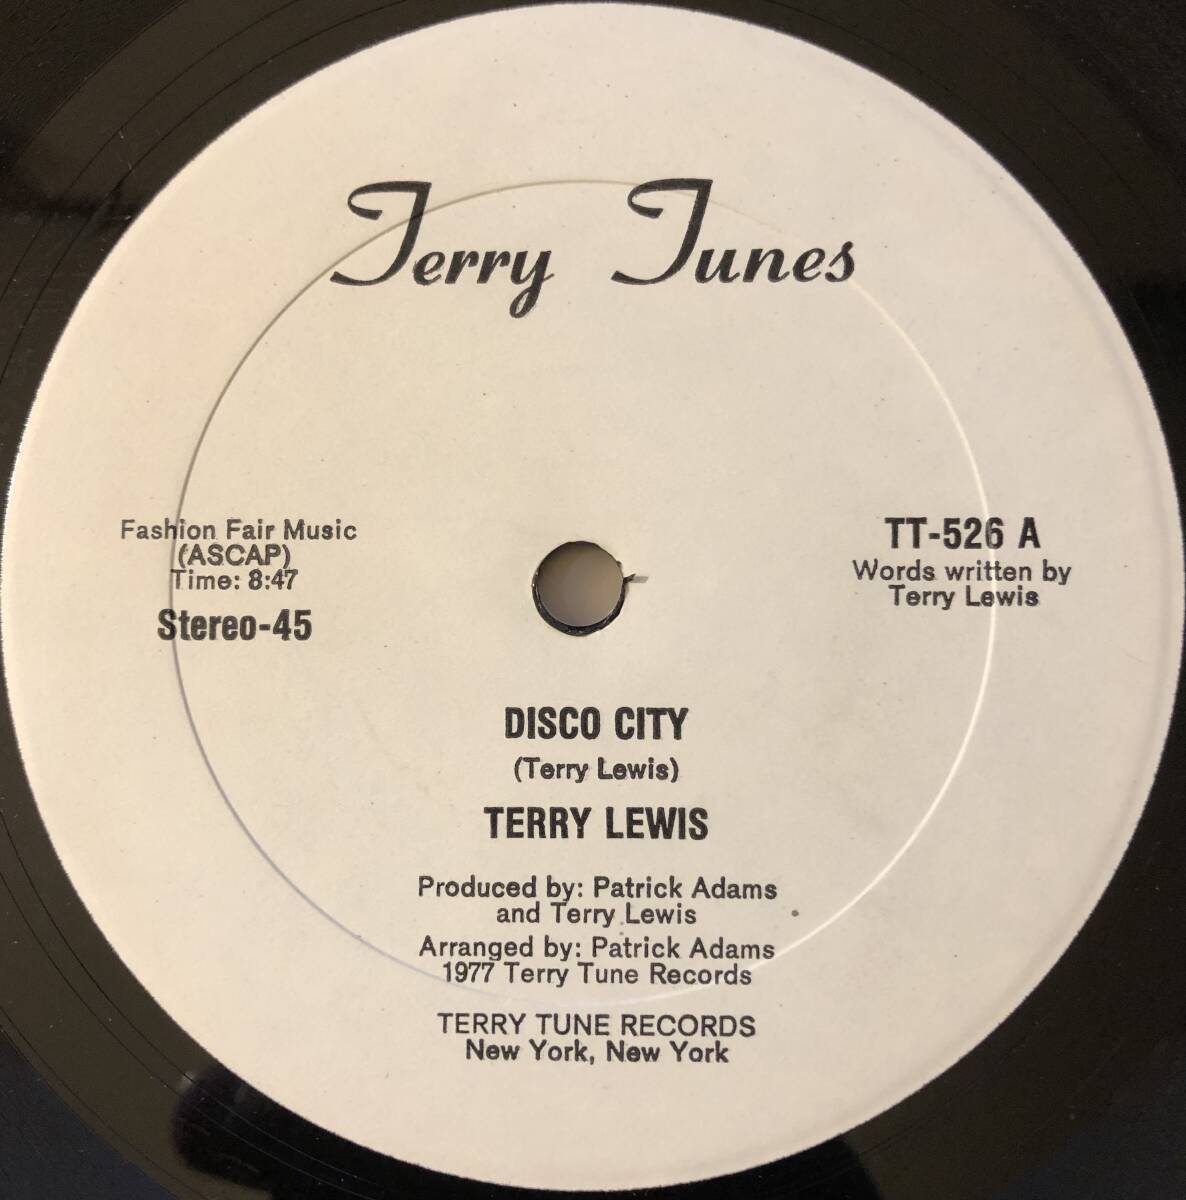 Terry Tunes
Fashion Fair Music
(ASCAP)
Time: 8:47
Stereo-45
TT-526 A
Words written by
Terry Lewis
DISCO CITY
(Terry Lewis)
TERRY LEWIS
Produced by: Patrick Adams
and Terry Lewis
Arranged by: Patrick Adams
1977 Terry Tune Records
TERRY TUNE RECORDS
New York, New York